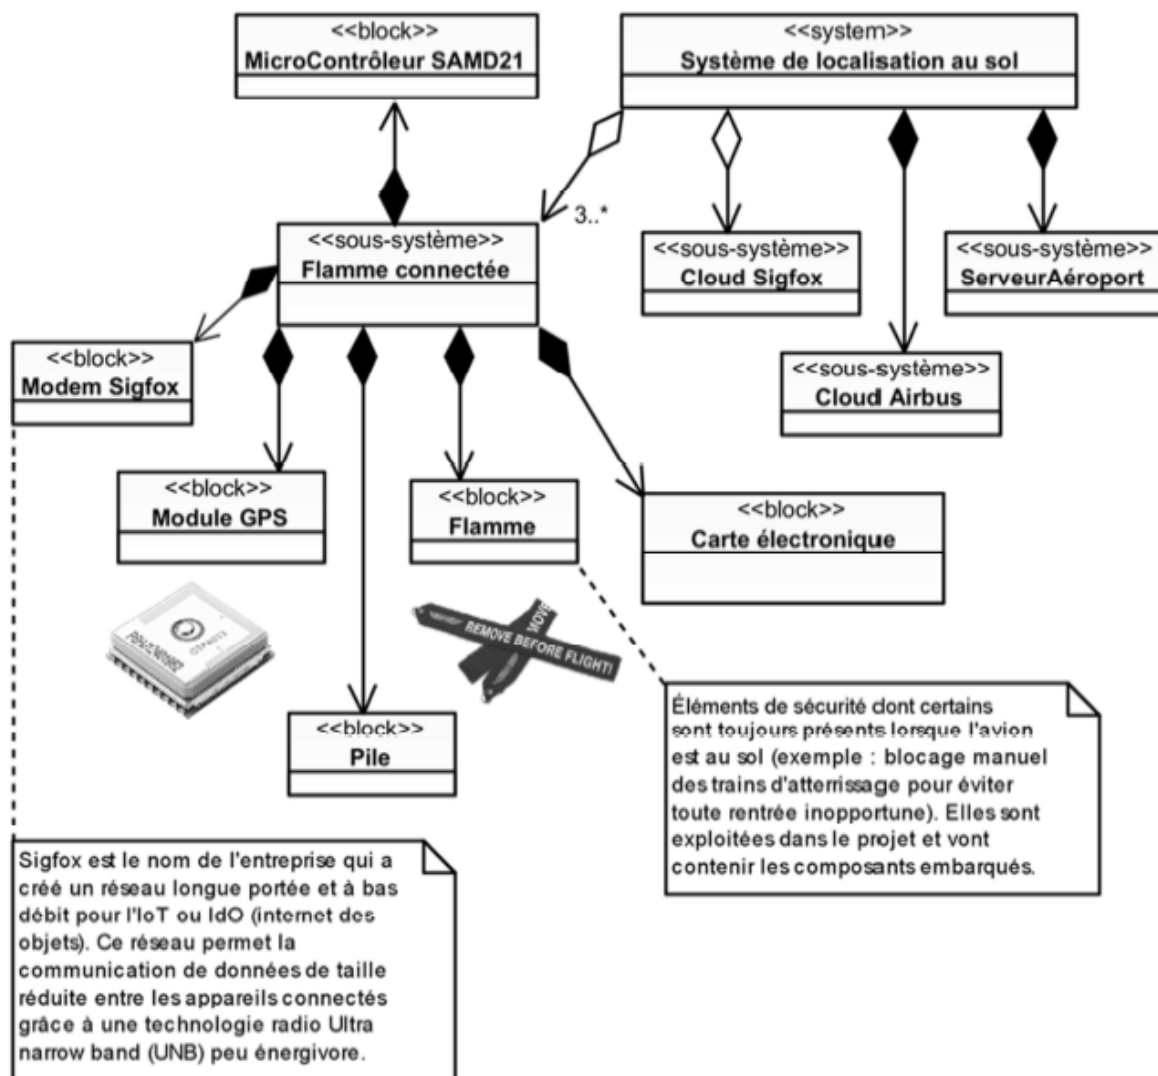 <<block>>
MicroContrôleur SAMD21
<<system>>
Système de localisation au sol
3..*
<<sous-système>>
Flamme connectée
<<sous-système>>
Cloud Sigfox
<<sous-système>>
ServeurAéroport
<<block>>
Modem Sigfox
<<sous-système>>
Cloud Airbus
<<block>>
Module GPS
<<block>>
Flamme
<<block>>
Carte électronique
REMOVE BEFORE FLIGHT!
<<block>>
Pile
Éléments de sécurité dont certains
sont toujours présents lorsque l'avion
est au sol (exemple : blocage manuel
des trains d'atterrissage pour éviter
toute rentrée inopportune). Elles sont
exploitées dans le projet et vont
contenir les composants embarqués.
Sigfox est le nom de l'entreprise qui a
créé un réseau longue portée et à bas
débit pour l'IoT ou IdO (internet des
objets). Ce réseau permet la
communication de données de taille
réduite entre les appareils connectés
grâce à une technologie radio Ultra
narrow band (UNB) peu énergivore.